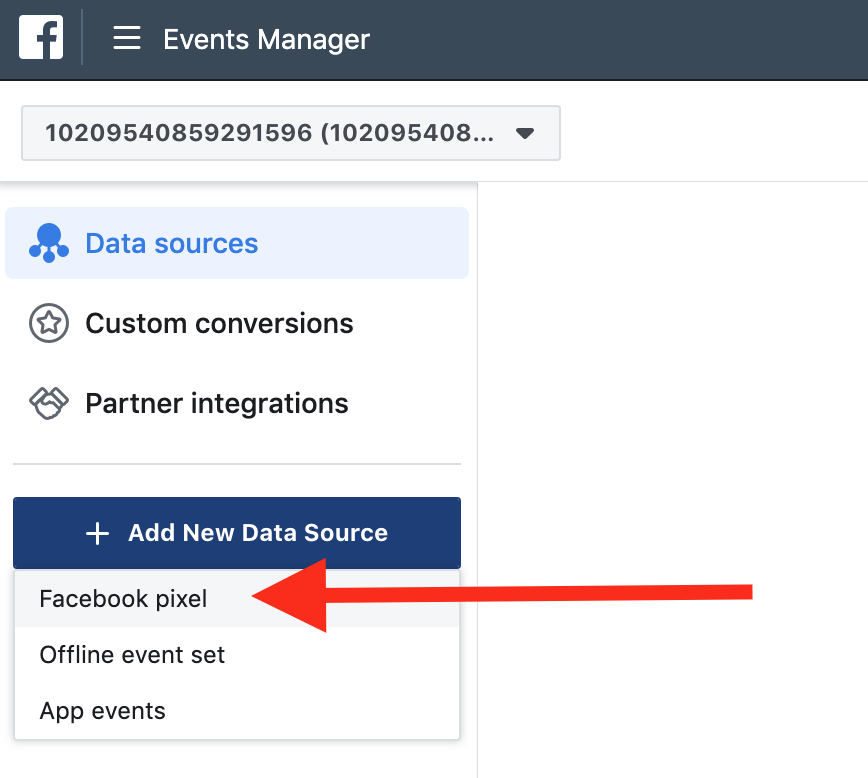 Events Manager
10209540859291596 (102095408...
Data sources
Custom conversions
Partner integrations
Add New Data Source
Facebook pixel
Offline event set
App events